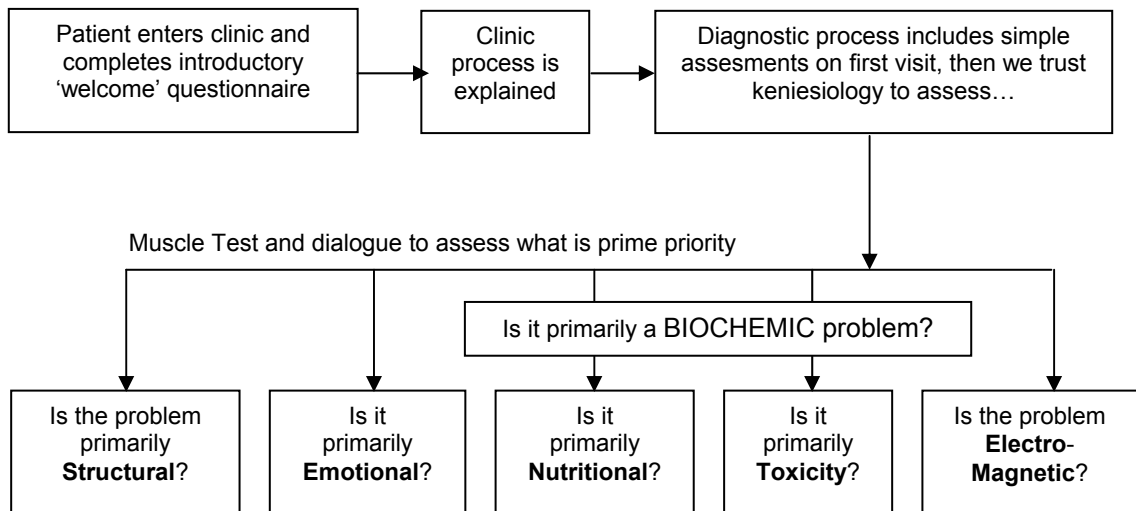 Patient enters clinic and
completes introductory
‘welcome’ questionnaire
Clinic
process is
explained
Diagnostic process includes simple
assesments on first visit, then we trust
keniesiology to assess…
Muscle Test and dialogue to assess what is prime priority
Is it primarily a BIOCHEMIC problem?
Is the problem
primarily
Structural?
Is it
primarily
Emotional?
Is it
primarily
Nutritional?
Is it
primarily
Toxicity?
Is the problem
Electro-
Magnetic?